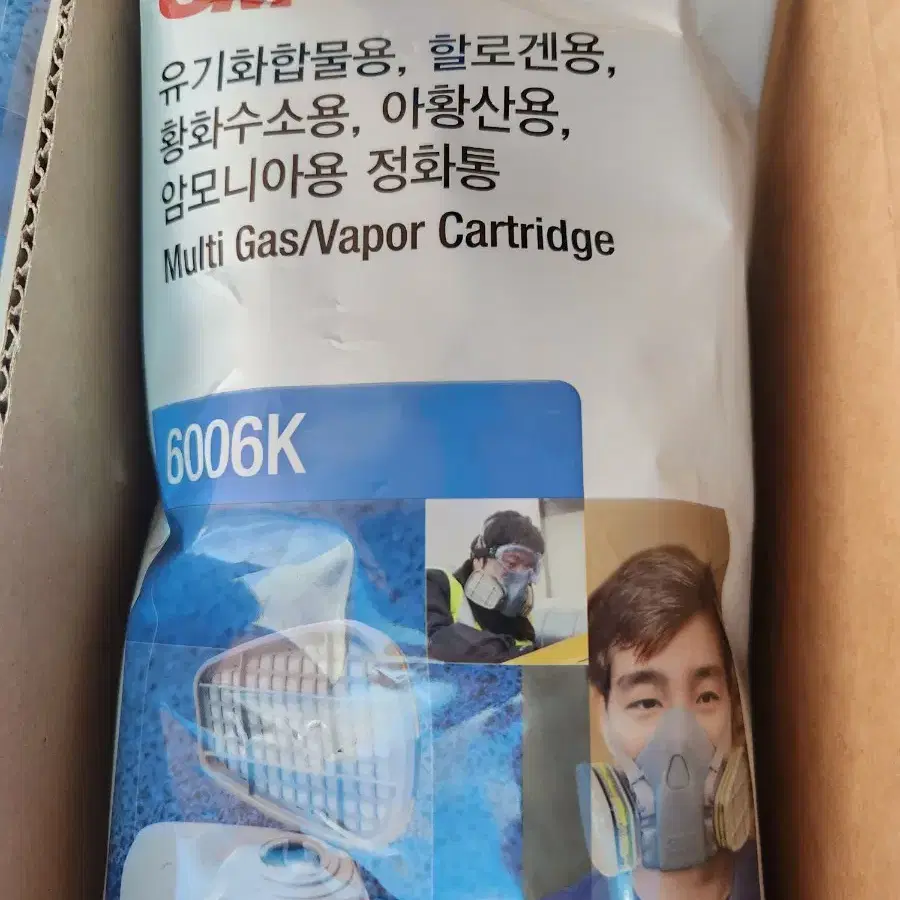 3M
유기화합물용, 할로겐용,
황화수소용, 아황산용,
암모니아용 정화통
Multi Gas/Vapor Cartridge
6006K